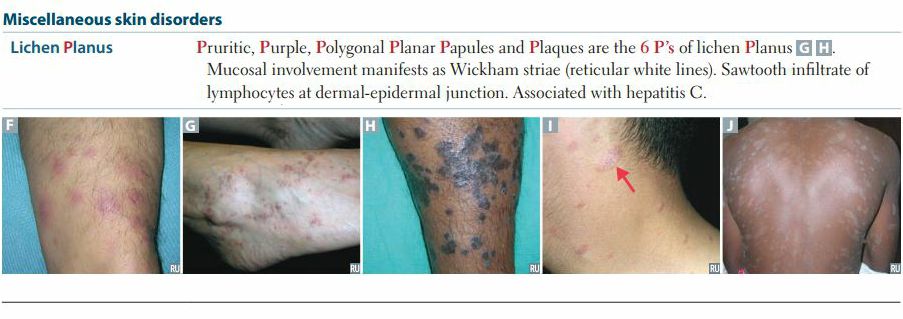 Miscellaneous skin disorders
Lichen Planus
Pruritic, Purple, Polygonal Planar Papules and Plaques are the 6 P’s of lichen Planus G H.
Mucosal involvement manifests as Wickham striae (reticular white lines). Sawtooth infiltrate of
lymphocytes at dermal-epidermal junction. Associated with hepatitis C.
F G H I J
RU RU RU RU RU